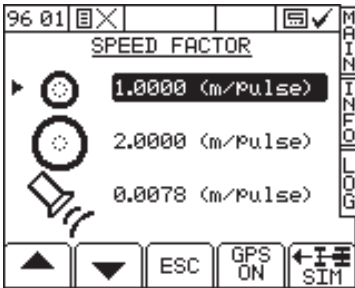 96 01
SPEED FACTOR
1.0000 (m/pulse)
2.0000 (m/pulse)
0.0078 (m/pulse)
MAIN
INFO
LOG
ESC
GPS ON
SIM